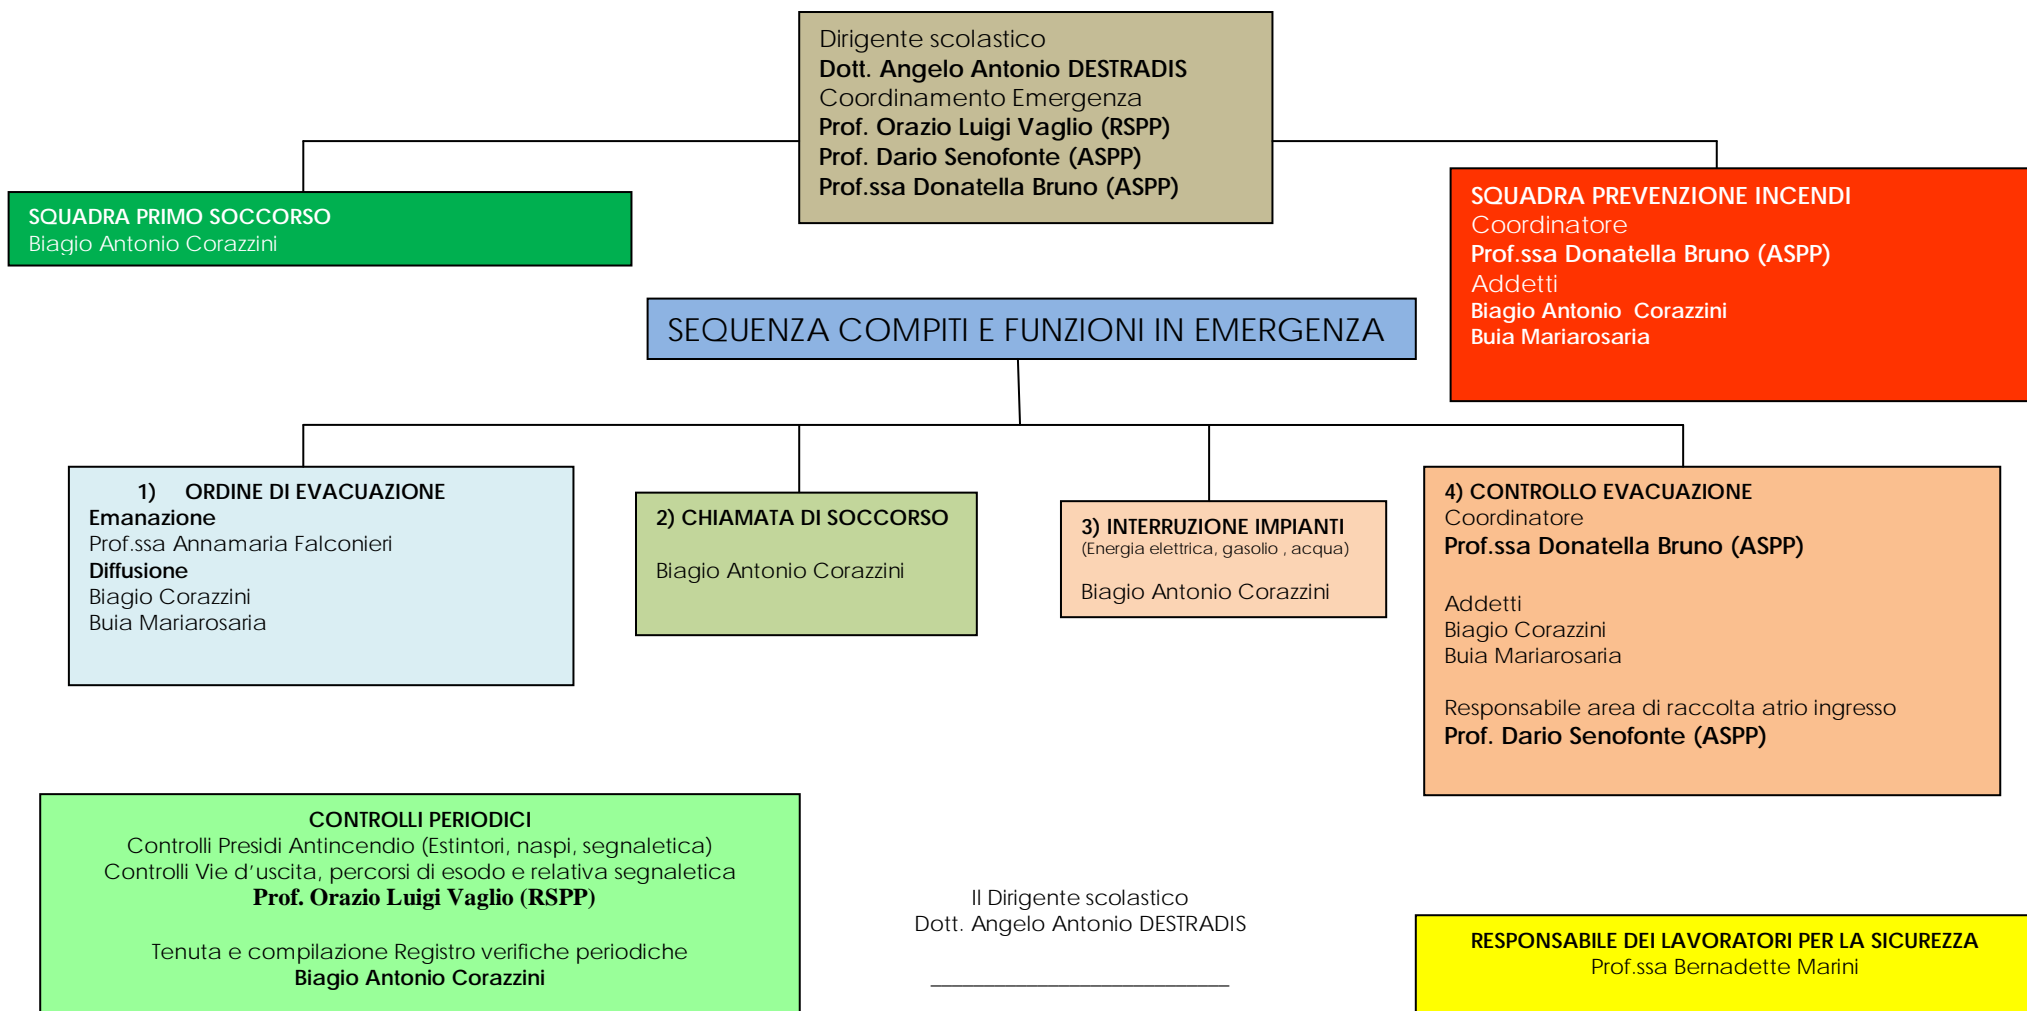 Dirigente scolastico
Dott. Angelo Antonio DESTRADIS
Coordinamento Emergenza
Prof. Orazio Luigi Vaglio (RSPP)
Prof. Dario Senofonte (ASPP)
Prof.ssa Donatella Bruno (ASPP)
SQUADRA PRIMO SOCCORSO
Biagio Antonio Corazzini
SQUADRA PREVENZIONE INCENDI
Coordinatore
Prof.ssa Donatella Bruno (ASPP)
Addetti
Biagio Antonio Corazzini
Buia Mariarosaria
SEQUENZA COMPITI E FUNZIONI IN EMERGENZA
1) ORDINE DI EVACUAZIONE
Emanazione
Prof.ssa Annamaria Falconieri
Diffusione
Biagio Corazzini
Buia Mariarosaria
2) CHIAMATA DI SOCCORSO
Biagio Antonio Corazzini
3) INTERRUZIONE IMPIANTI
(Energia elettrica, gasolio , acqua)
Biagio Antonio Corazzini
4) CONTROLLO EVACUAZIONE
Coordinatore
Prof.ssa Donatella Bruno (ASPP)
Addetti
Biagio Corazzini
Buia Mariarosaria
Responsabile area di raccolta atrio ingresso
Prof. Dario Senofonte (ASPP)
CONTROLLI PERIODICI
Controlli Presidi Antincendio (Estintori, naspi, segnaletica)
Controlli Vie d'uscita, percorsi di esodo e relativa segnaletica
Prof. Orazio Luigi Vaglio (RSPP)
Tenuta e compilazione Registro verifiche periodiche
Biagio Antonio Corazzini
Il Dirigente scolastico
Dott. Angelo Antonio DESTRADIS
RESPONSABILE DEI LAVORATORI PER LA SICUREZZA
Prof.ssa Bernadette Marini